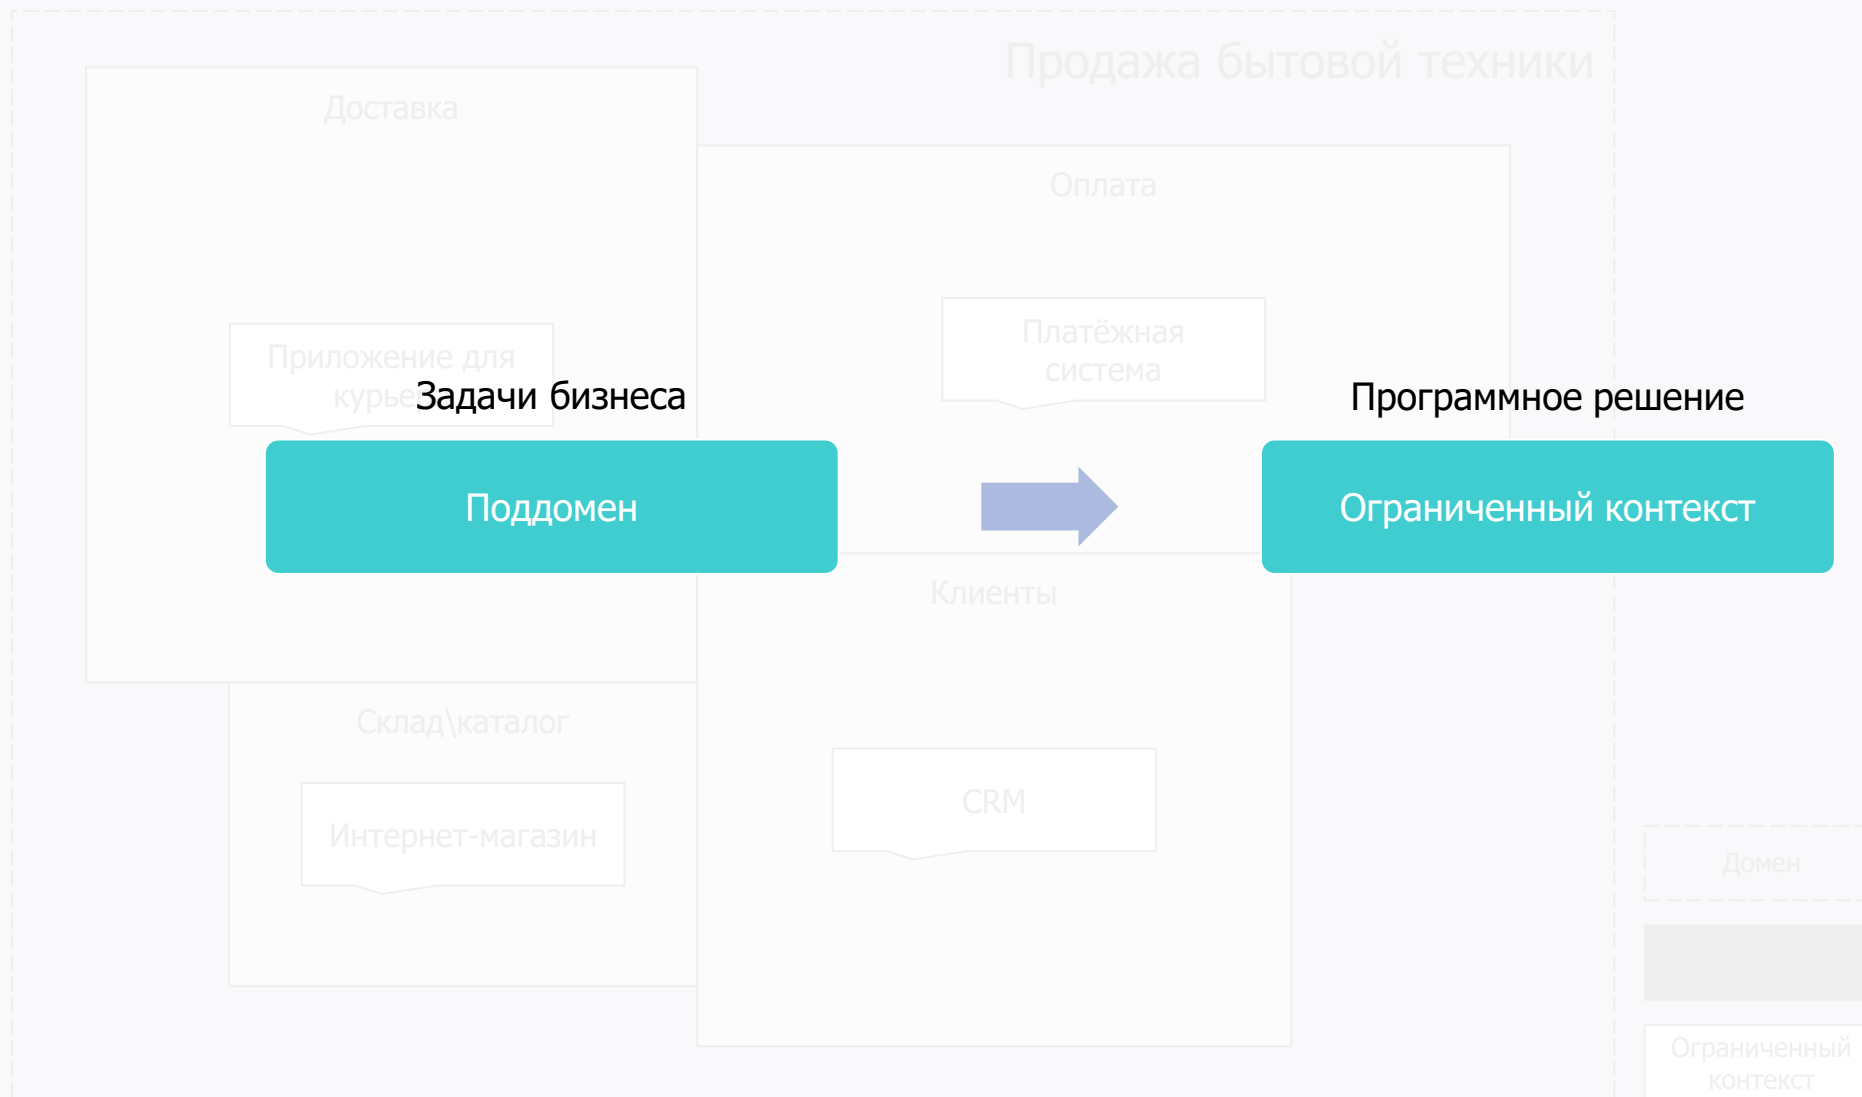 Продажа бытовой техники
Доставка
Оплата
Приложение для
Платёжная
система
Задачи бизнеса
Программное решение
Поддомен
Ограниченный контекст
Клиенты
Склад\каталог
CRM
Интернет-магазин
Домен
Ограниченный
контекст